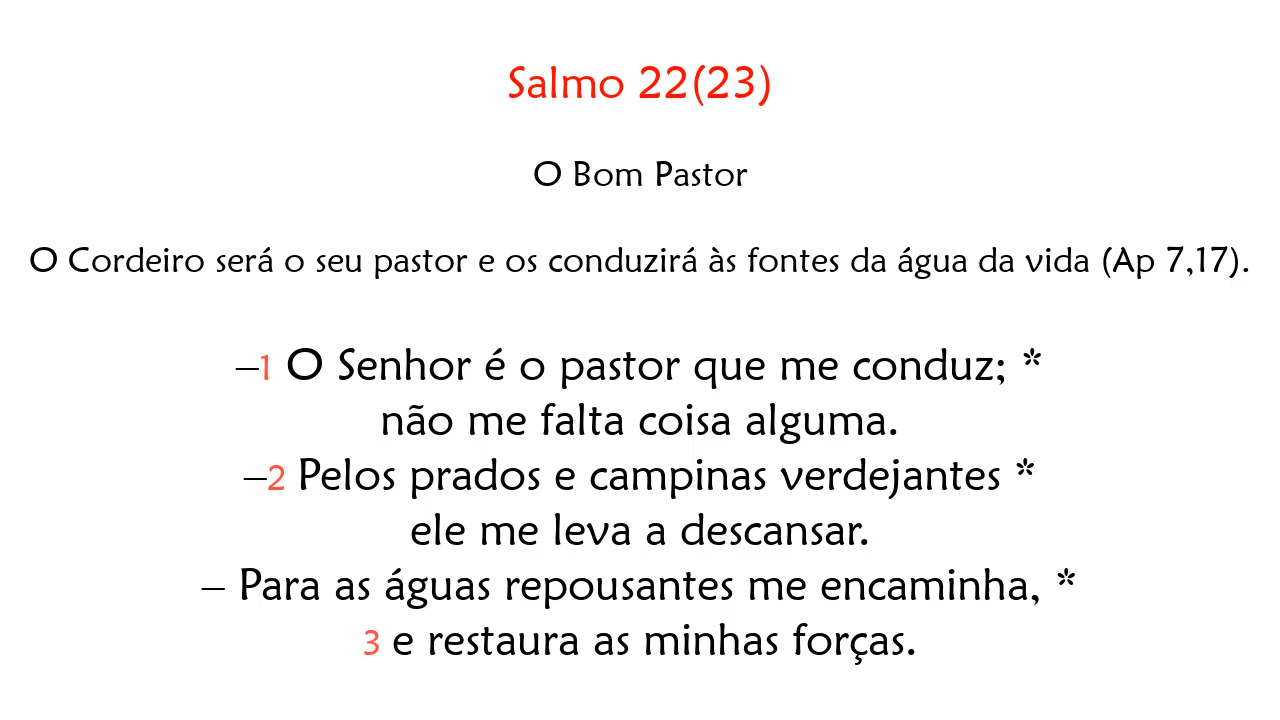 Salmo 22(23)
O Bom Pastor
O Cordeiro será o seu pastor e os conduzirá às fontes da água da vida (Ap 7,17).
–1 O Senhor é o pastor que me conduz; *
não me falta coisa alguma.
–2 Pelos prados e campinas verdejantes *
ele me leva a descansar.
– Para as águas repousantes me encaminha, *
3 e restaura as minhas forças.